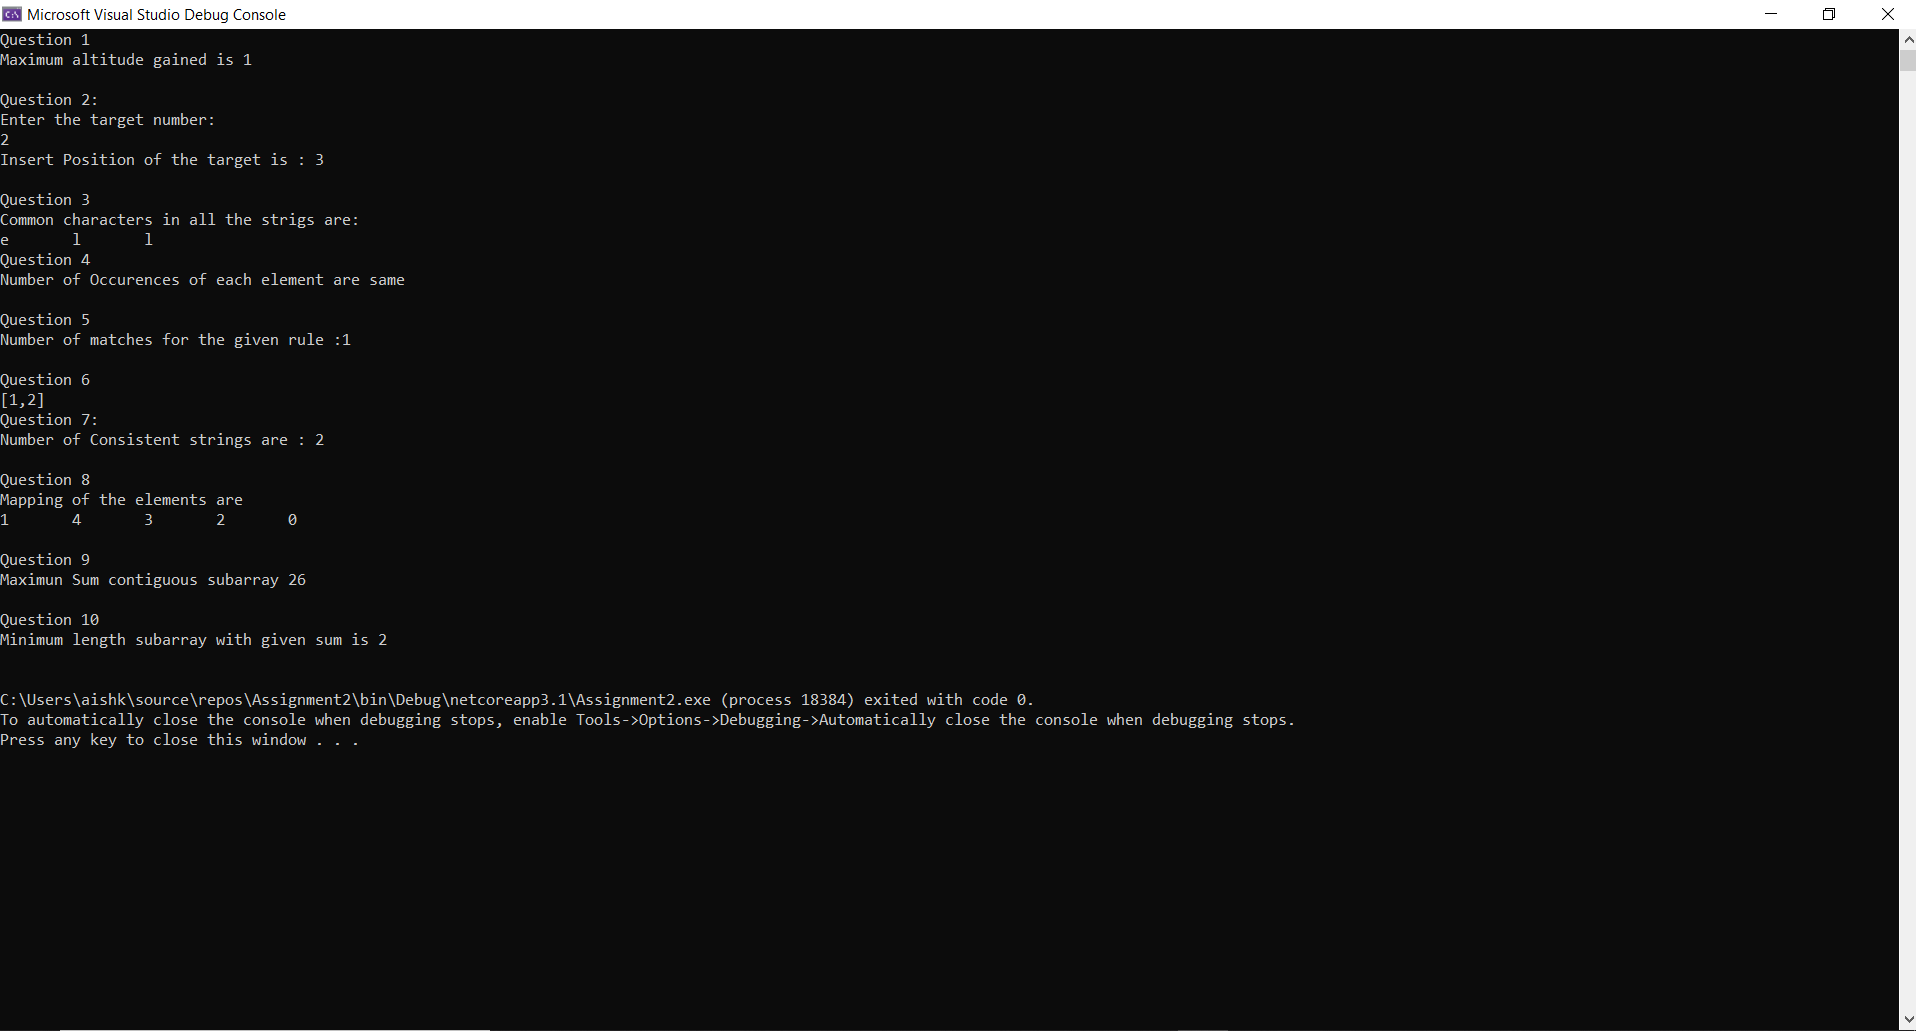 Microsoft Visual Studio Debug Console
Question 1
Maximum altitude gained is 1
Question 2:
Enter the target number:
2
Insert Position of the target is : 3
Question 3
Common characters in all the strigs are:
e l l
Question 4
Number of Occurences of each element are same
Question 5
Number of matches for the given rule :1
Question 6
[1,2]
Question 7:
Number of Consistent strings are : 2
Question 8
Mapping of the elements are
1 4 3 2 0
Question 9
Maximun Sum contiguous subarray 26
Question 10
Minimum length subarray with given sum is 2
C:\Users\aishk\source\repos\Assignment2\bin\Debug\netcoreapp3.1\Assignment2.exe (process 18384) exited with code 0.
To automatically close the console when debugging stops, enable Tools->Options->Debugging->Automatically close the console when debugging stops.
Press any key to close this window . . .